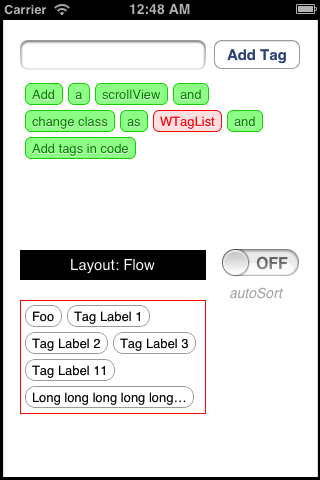 Carrier 12:48 AM
Add Tag
Add a scrollView and
change class as WTagList and
Add tags in code
Layout: Flow OFF
autoSort
Foo Tag Label 1
Tag Label 2 Tag Label 3
Tag Label 11
Long long long long long…